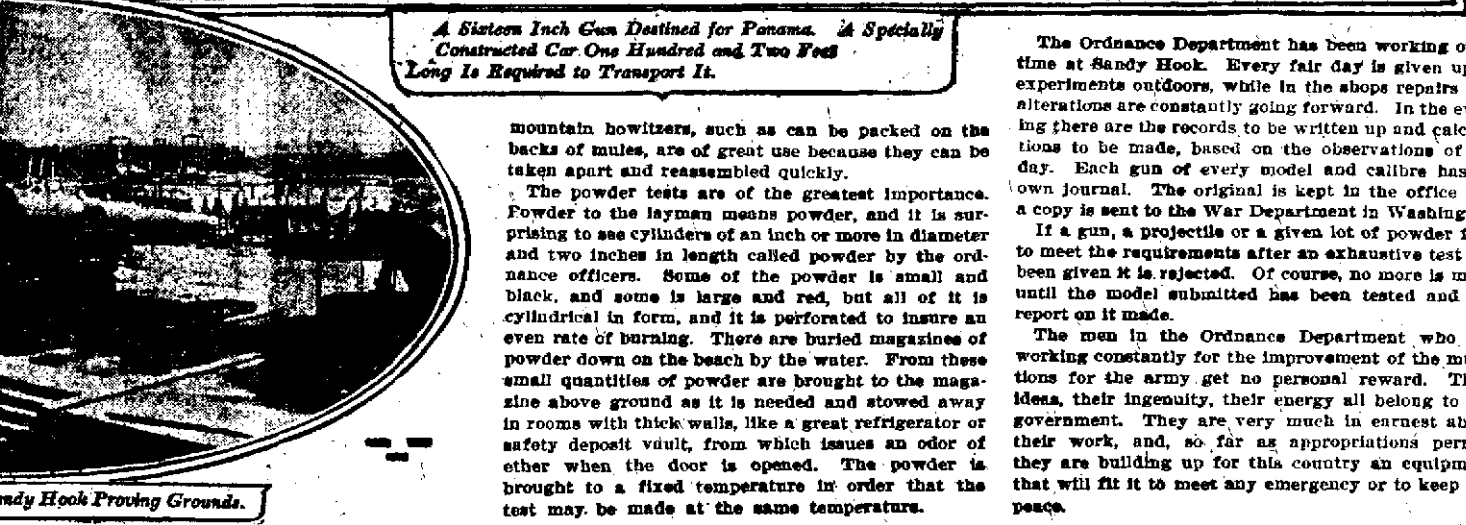 A Sixteen Inch Gun Destined for Panama. A Specially
Constructed Car One Hundred and Two Feet
Long Is Required to Transport It.
ndy Hook Proving Grounds.
mountain howitzers, such as can be packed on the
backs of mules, are of great use because they can be
taken apart and reassembled quickly.
The powder tests are of the greatest importance.
Powder to the layman means powder, and it is sur-
prising to see cylinders of an inch or more in diameter
and two inches in length called powder by the ord-
nance officers. Some of the powder is small and
black, and some is large and red, but all of it is
cylindrical in form, and it is perforated to insure an
even rate of burning. There are buried magazines of
powder down on the beach by the water. From these
small quantities of powder are brought to the maga-
zine above ground as it is needed and stowed away
in rooms with thick walls, like a great refrigerator or
safety deposit vault, from which issues an odor of
ether when the door is opened. The powder is
brought to a fixed temperature in order that the
test may be made at the same temperature.
The Ordnance Department has been working o
time at Sandy Hook. Every fair day is given up
experiments outdoors, while in the shops repairs
alterations are constantly going forward. In the e
ing there are the records to be written up and calc
tions to be made, based on the observations of
day. Each gun of every model and calibre has
own journal. The original is kept in the office
a copy is sent to the War Department in Washing
If a gun, a projectile or a given lot of powder f
to meet the requirements after an exhaustive test
been given it is rejected. Of course, no more is m
until the model submitted has been tested and
report on it made.
The men in the Ordnance Department who
working constantly for the improvement of the mu
tions for the army get no personal reward. Th
ideas, their ingenuity, their energy all belong to
government. They are very much in earnest ab
their work, and, so far as appropriations perm
they are building up for this country an equipm
that will fit it to meet any emergency or to keep
peace.